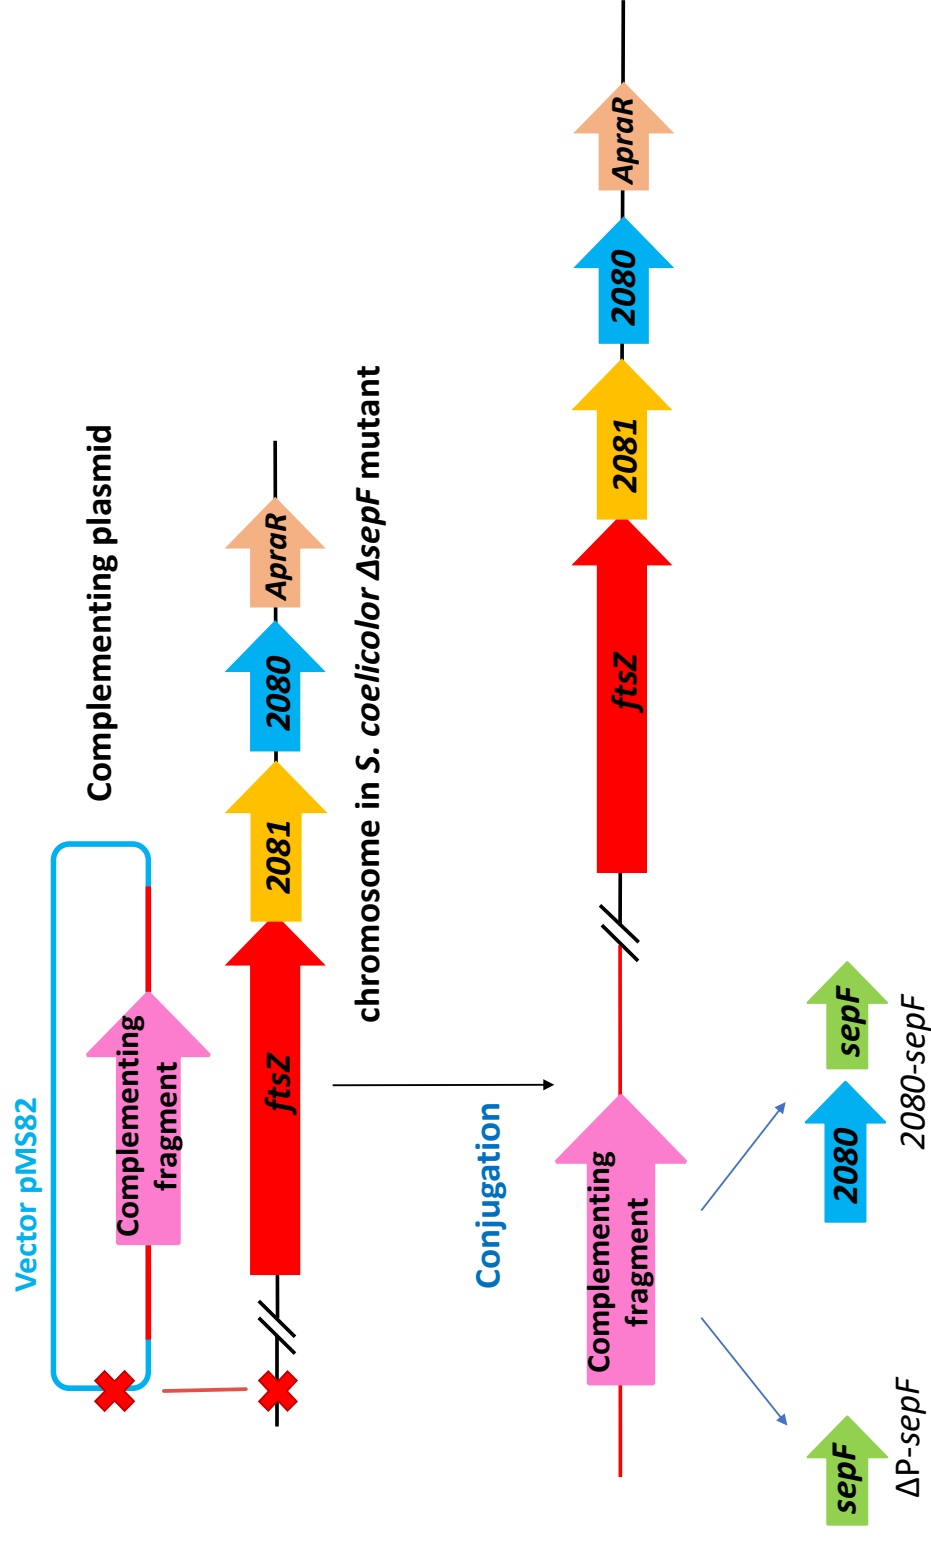 Vector pMS82
Complementing plasmid
Complementing
fragment
ftsZ
2081
2080
ApraR
chromosome in S. coelicolor ΔsepF mutant
Conjugation
Complementing
fragment
ftsZ
2081
2080
ApraR
sepF
ΔP-sepF
2080
sepF
2080-sepF